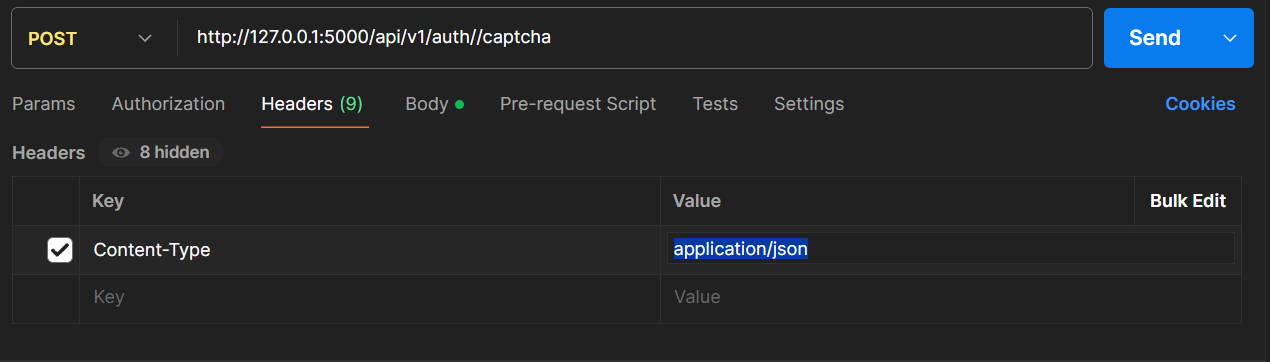 POST http://127.0.0.1:5000/api/v1/auth//captcha Send
Params Authorization Headers (9) Body Pre-request Script Tests Settings Cookies
Headers 8 hidden
Key Value Bulk Edit
Content-Type application/json
Key Value